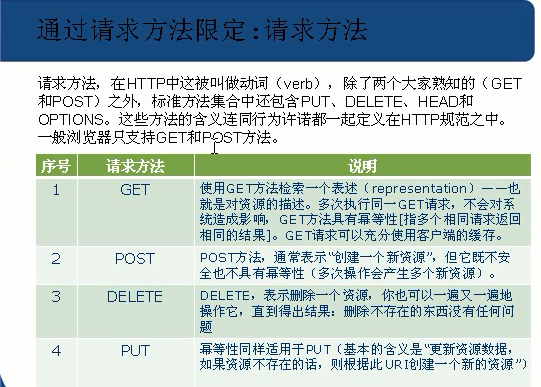 通过请求方法限定：请求方法
请求方法，在HTTP中这被叫做动词（verb），除了两个大家熟知的（GET
和POST）之外，标准方法集合中还包含PUT、DELETE、HEAD和
OPTIONS。这些方法的含义连同行为许诺都一起定义在HTTP规范之中。
一般浏览器只支持GET和POST方法。
序号 请求方法 说明
1 GET 使用GET方法检索一个表述（representation）——也
就是对资源的描述。多次执行同一GET请求，不会对系
统造成影响，GET方法具有幂等性[指多个相同请求返回
相同的结果]。GET请求可以充分使用客户端的缓存。
2 POST POST方法，通常表示“创建一个新资源”，但它既不安
全也不具有幂等性（多次操作会产生多个新资源）。
3 DELETE DELETE，表示删除一个资源，你也可以一遍又一遍地
操作它，直到得出结果：删除不存在的东西没有任何问
题
4 PUT 幂等性同样适用于PUT（基本的含义是“更新资源数据，
如果资源不存在的话，则根据此URI创建一个新的资源”）